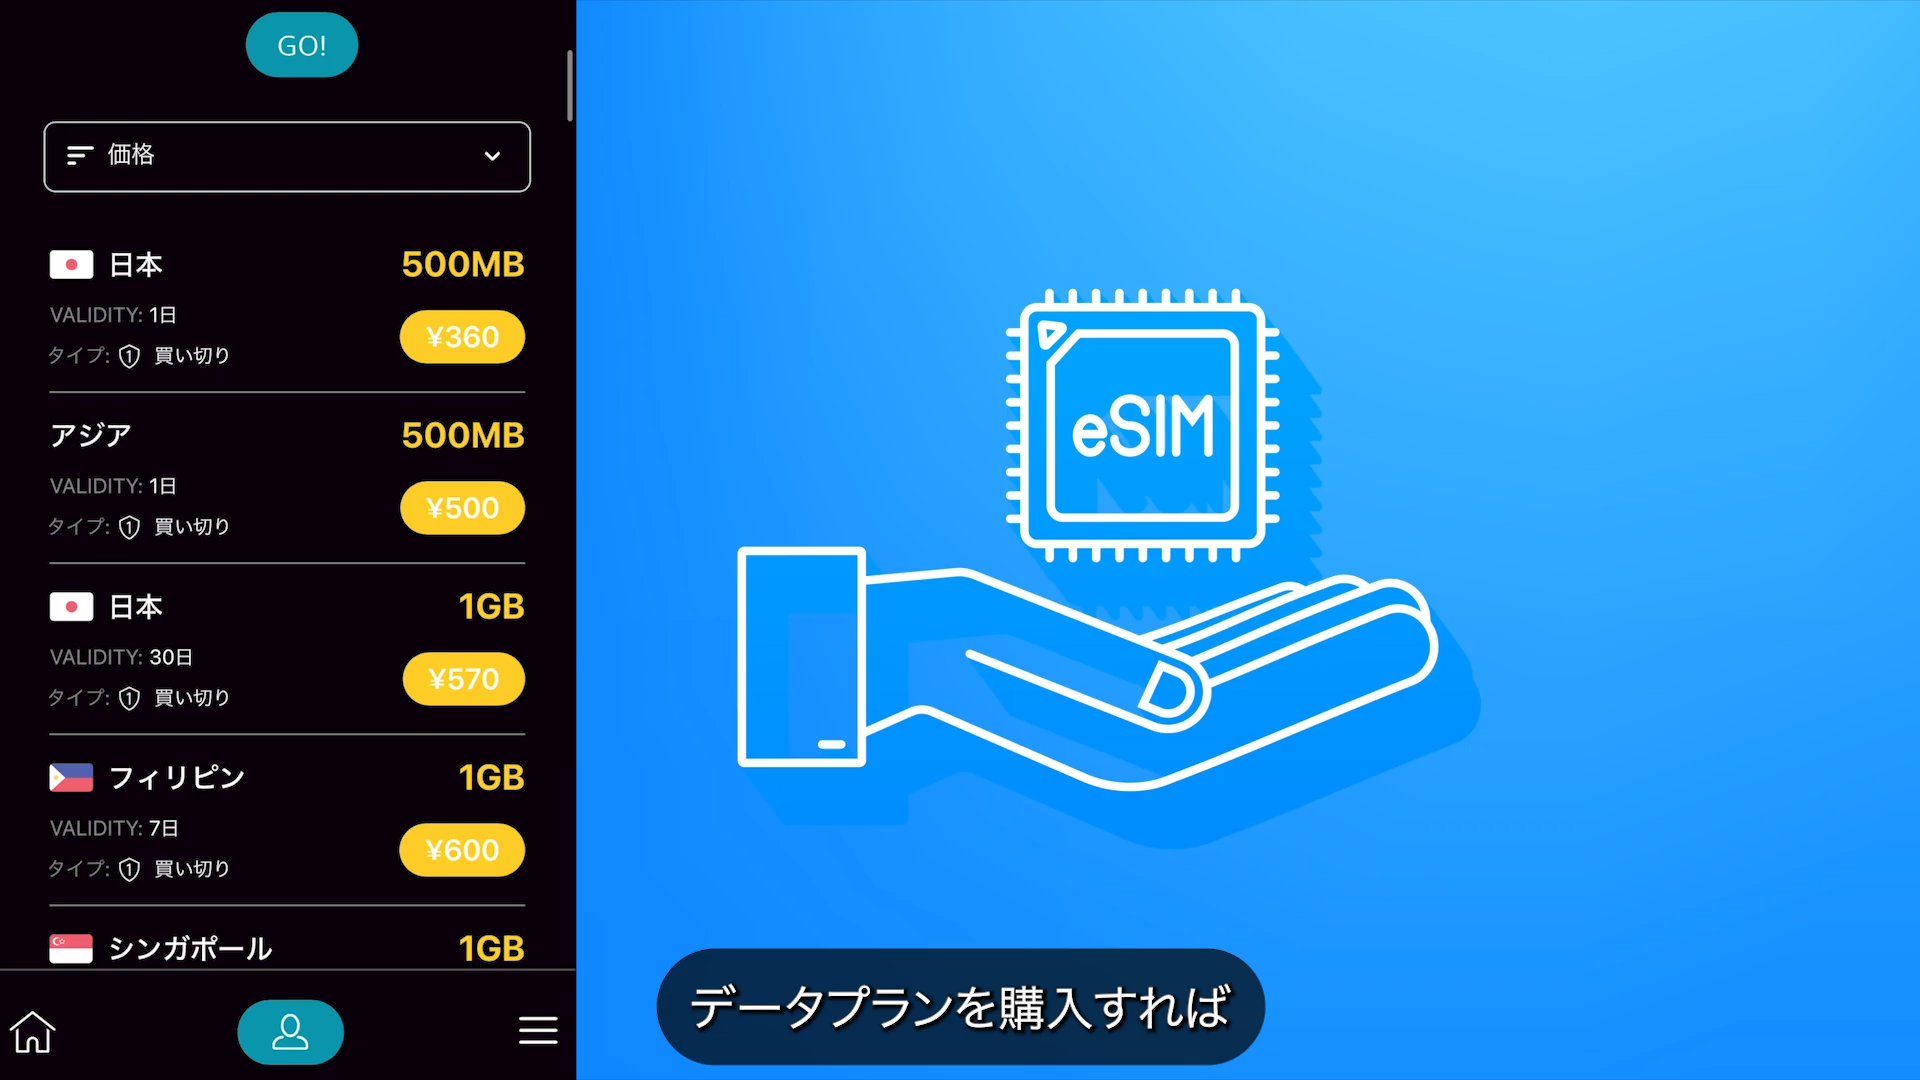 GO!
価格
日本 500MB
VALIDITY: 1日
¥360
タイプ: 1 買い切り
アジア 500MB
VALIDITY: 1日
¥500
タイプ: 1 買い切り
日本 1GB
VALIDITY: 30日
¥570
タイプ: 1 買い切り
フィリピン 1GB
VALIDITY: 7日
¥600
タイプ: 1 買い切り
シンガポール 1GB
eSIM
データプランを購入すれば